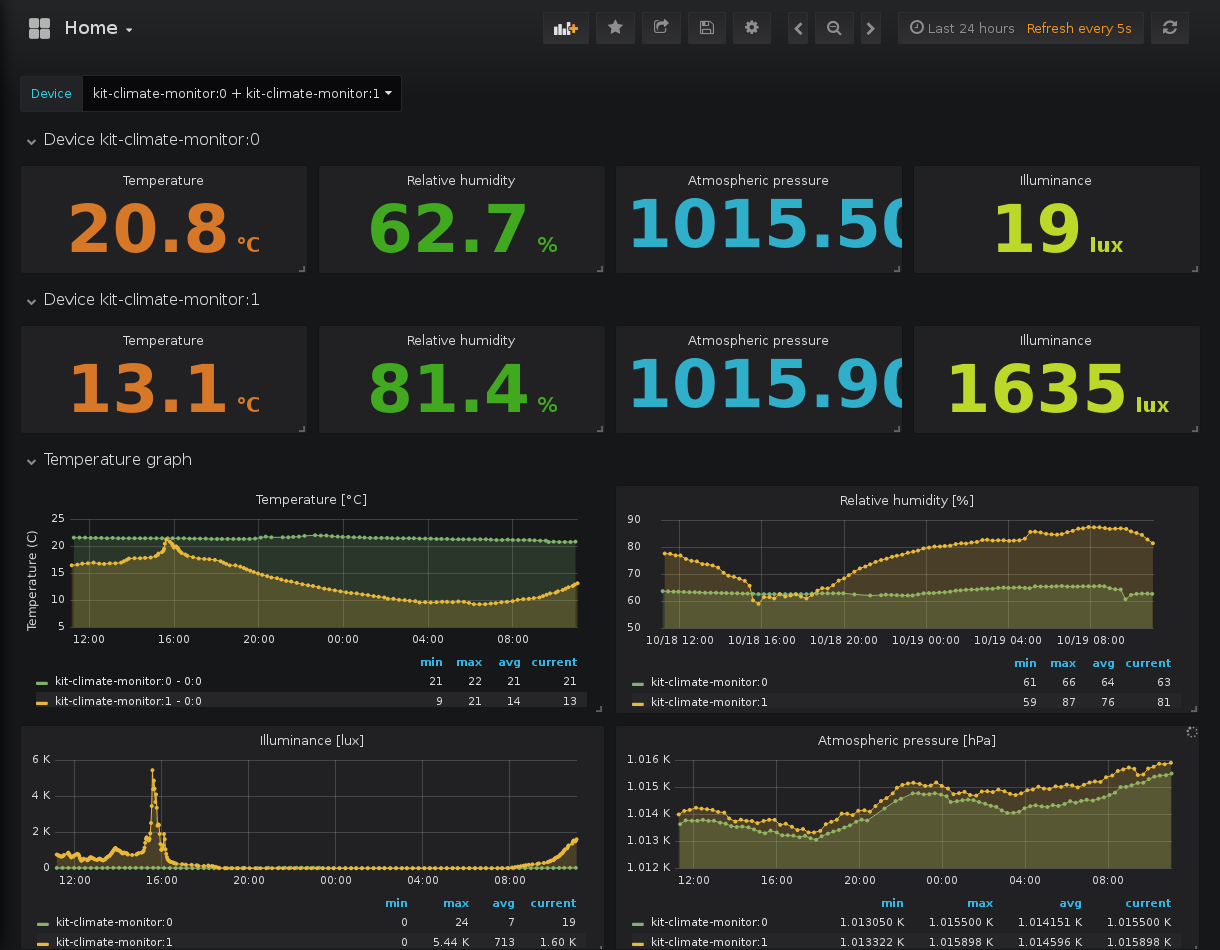 Home
Last 24 hours Refresh every 5s
Device kit-climate-monitor:0 + kit-climate-monitor:1
Device kit-climate-monitor:0
Temperature Relative humidity Atmospheric pressure Illuminance
20.8 °C 62.7 % 1015.50 19 lux
Device kit-climate-monitor:1
Temperature Relative humidity Atmospheric pressure Illuminance
13.1 °C 81.4 % 1015.90 1635 lux
Temperature graph
Temperature [°C]
Temperature (C)
25
20
15
10
5
12:00 16:00 20:00 00:00 04:00 08:00
min max avg current
kit-climate-monitor:0 - 0:0 21 22 21 21
kit-climate-monitor:1 - 0:0 9 21 14 13
Relative humidity [%]
90
80
70
60
50
10/18 12:00 10/18 16:00 10/18 20:00 10/19 00:00 10/19 04:00 10/19 08:00
min max avg current
kit-climate-monitor:0 61 66 64 63
kit-climate-monitor:1 59 87 76 81
Illuminance [lux]
6 K
4 K
2 K
0
12:00 16:00 20:00 00:00 04:00 08:00
min max avg current
kit-climate-monitor:0 0 24 7 19
kit-climate-monitor:1 0 5.44 K 713 1.60 K
Atmospheric pressure [hPa]
1.016 K
1.015 K
1.014 K
1.013 K
1.012 K
12:00 16:00 20:00 00:00 04:00 08:00
min max avg current
kit-climate-monitor:0 1.013050 K 1.015500 K 1.014151 K 1.015500 K
kit-climate-monitor:1 1.013322 K 1.015898 K 1.014596 K 1.015898 K